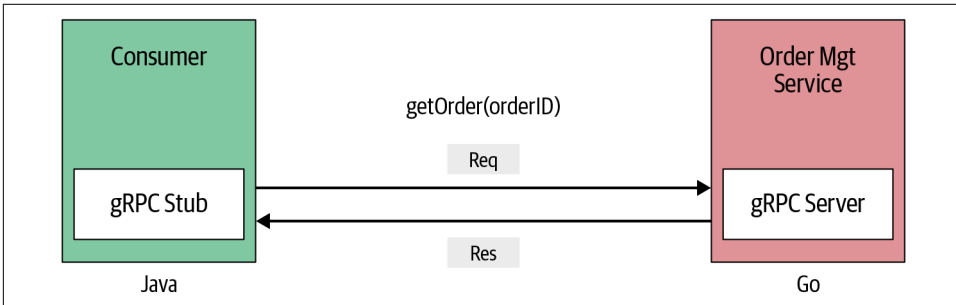 Consumer
Order Mgt
Service
getOrder(orderID)
Req
gRPC Stub
gRPC Server
Res
Java
Go